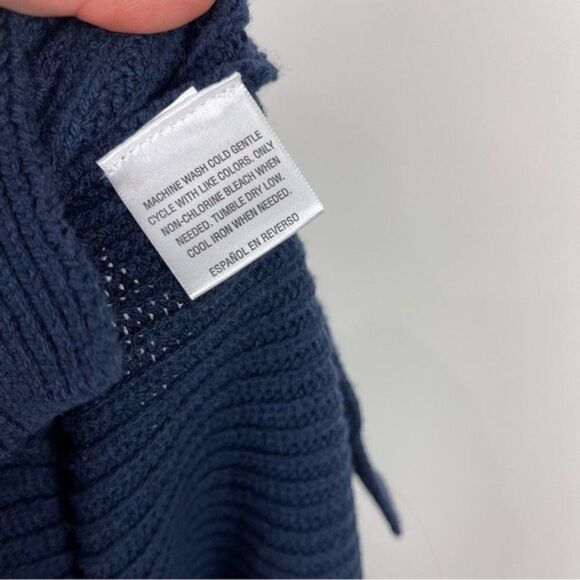 MACHINE WASH COLD GENTLE
CYCLE WITH LIKE COLORS. ONLY
NON-CHLORINE BLEACH WHEN
NEEDED. TUMBLE DRY LOW.
COOL IRON WHEN NEEDED.
ESPAÑOL EN REVERSO